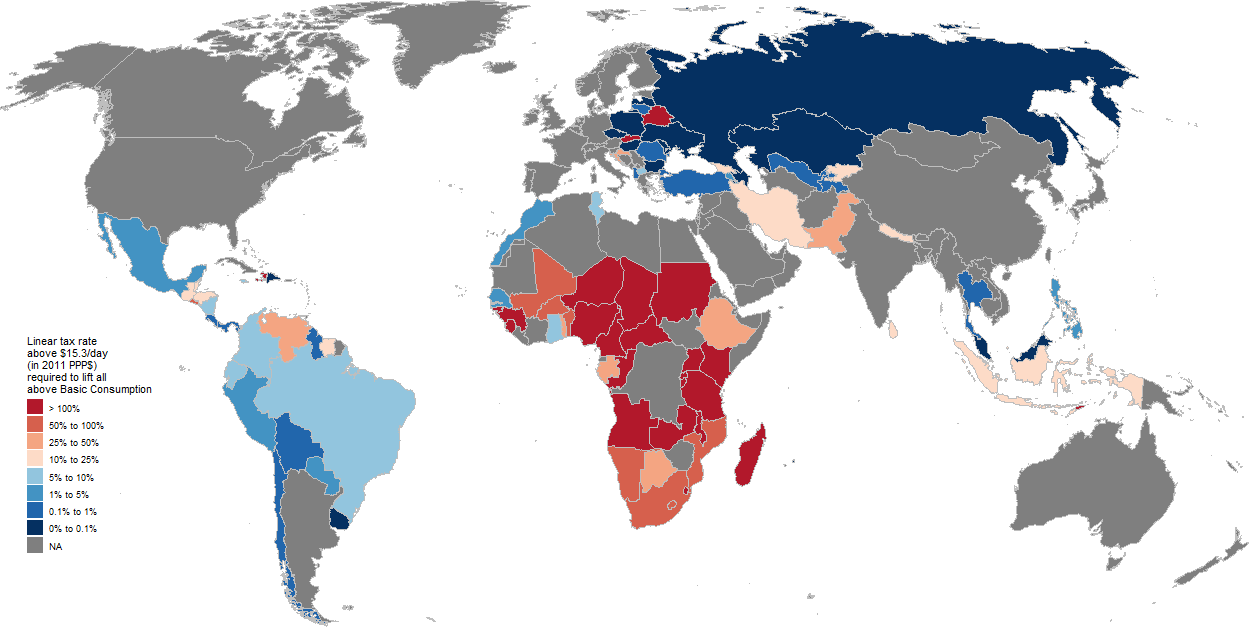 Linear tax rate
above $15.3/day
(in 2011 PPP$)
required to lift all
above Basic Consumption
> 100%
50% to 100%
25% to 50%
10% to 25%
5% to 10%
1% to 5%
0.1% to 1%
0% to 0.1%
NA